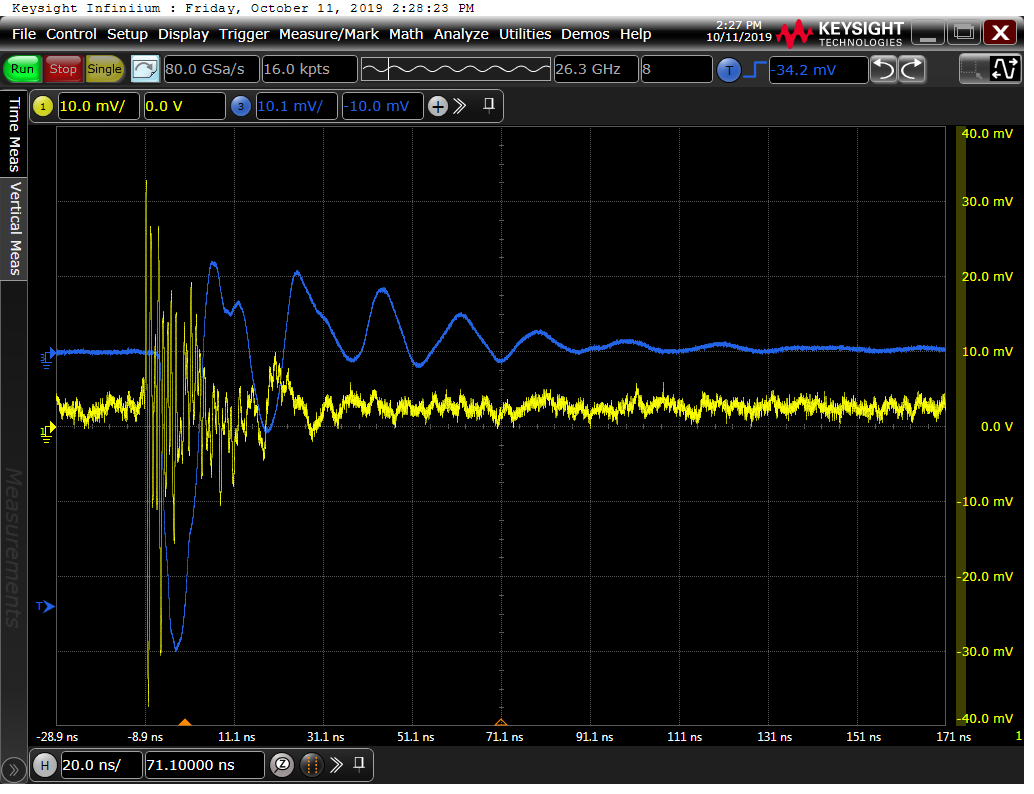 Keysight Infiniium : Friday, October 11, 2019 2:28:23 PM
File Control Setup Display Trigger Measure/Mark Math Analyze Utilities Demos Help
2:27 PM
10/11/2019
KEYSIGHT
TECHNOLOGIES
Run Stop Single 80.0 GSa/s 16.0 kpts 26.3 GHz 8 T -34.2 mV
1 10.0 mV/ 0.0 V 3 10.1 mV/ -10.0 mV
Time Meas
Vertical Meas
Measurements
40.0 mV
30.0 mV
20.0 mV
10.0 mV
0.0 V
-10.0 mV
-20.0 mV
-30.0 mV
-40.0 mV
3
1
T
-28.9 ns -8.9 ns 11.1 ns 31.1 ns 51.1 ns 71.1 ns 91.1 ns 111 ns 131 ns 151 ns 171 ns 1
H 20.0 ns/ 71.10000 ns Z